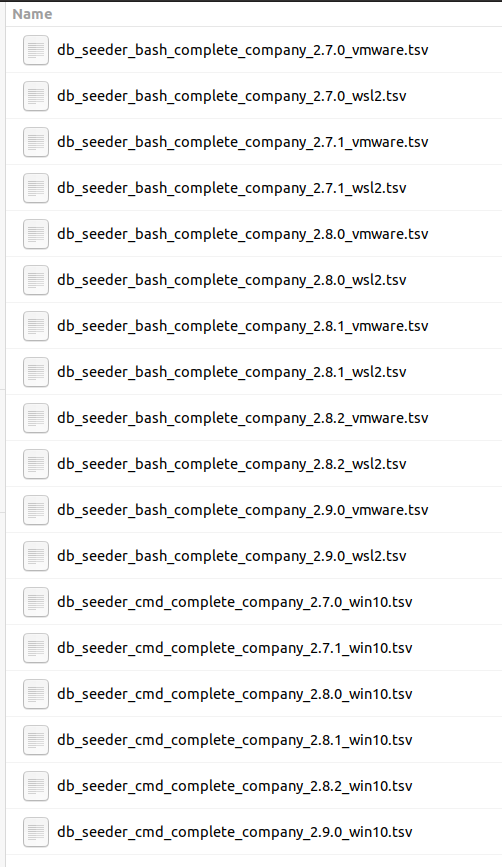 Name
db_seeder_bash_complete_company_2.7.0_vmware.tsv
db_seeder_bash_complete_company_2.7.0_wsl2.tsv
db_seeder_bash_complete_company_2.7.1_vmware.tsv
db_seeder_bash_complete_company_2.7.1_wsl2.tsv
db_seeder_bash_complete_company_2.8.0_vmware.tsv
db_seeder_bash_complete_company_2.8.0_wsl2.tsv
db_seeder_bash_complete_company_2.8.1_vmware.tsv
db_seeder_bash_complete_company_2.8.1_wsl2.tsv
db_seeder_bash_complete_company_2.8.2_vmware.tsv
db_seeder_bash_complete_company_2.8.2_wsl2.tsv
db_seeder_bash_complete_company_2.9.0_vmware.tsv
db_seeder_bash_complete_company_2.9.0_wsl2.tsv
db_seeder_cmd_complete_company_2.7.0_win10.tsv
db_seeder_cmd_complete_company_2.7.1_win10.tsv
db_seeder_cmd_complete_company_2.8.0_win10.tsv
db_seeder_cmd_complete_company_2.8.1_win10.tsv
db_seeder_cmd_complete_company_2.8.2_win10.tsv
db_seeder_cmd_complete_company_2.9.0_win10.tsv